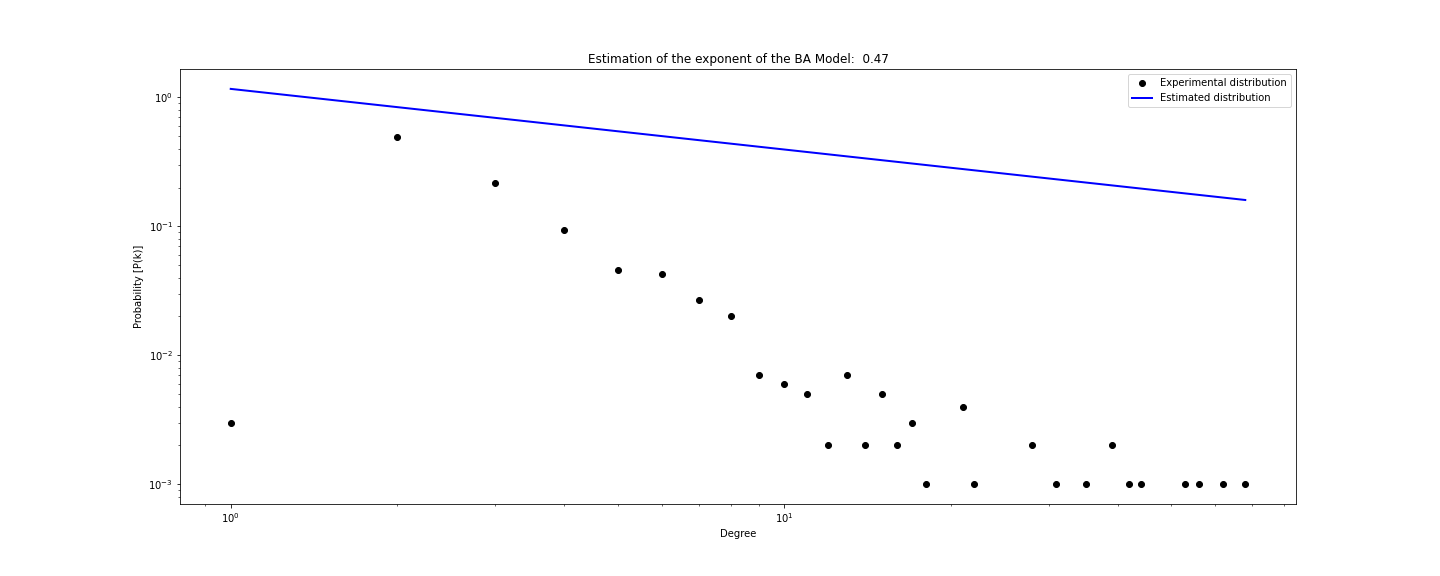 Estimation of the exponent of the BA Model:  0.47
Experimental distribution
Estimated distribution
Probability [P(k)]
10⁰
10⁻¹
10⁻²
10⁻³
10⁰ 10¹
Degree